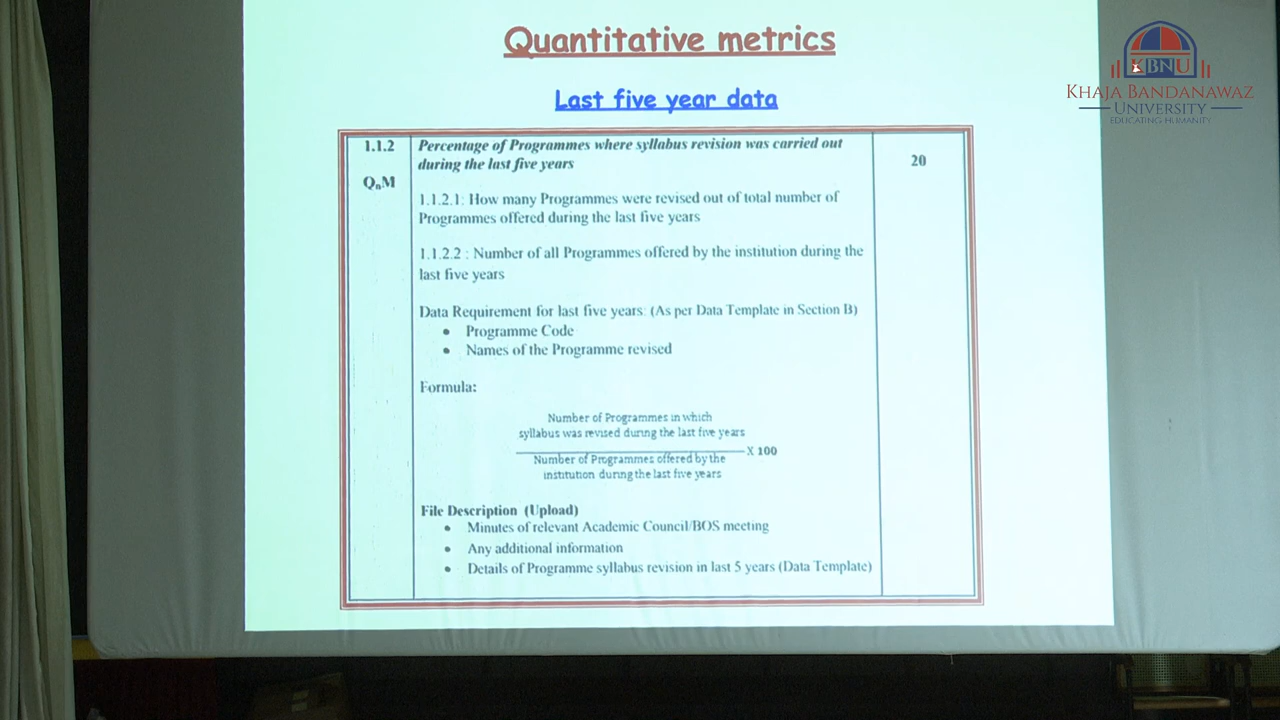 Quantitative metrics
KBNU
KHAJA BANDANAWAZ
UNIVERSITY
EDUCATING HUMANITY
Last five year data
1.1.2
QnM
Percentage of Programmes where syllabus revision was carried out
during the last five years
20
1.1.2.1: How many Programmes were revised out of total number of
Programmes offered during the last five years
1.1.2.2 : Number of all Programmes offered by the institution during the
last five years
Data Requirement for last five years: (As per Data Template in Section B)
• Programme Code
• Names of the Programme revised
Formula:
Number of Programmes in which
syllabus was revised during the last five years
X 100
Number of Programmes offered by the
institution during the last five years
File Description (Upload)
• Minutes of relevant Academic Council/BOS meeting
• Any additional information
• Details of Programme syllabus revision in last 5 years (Data Template)